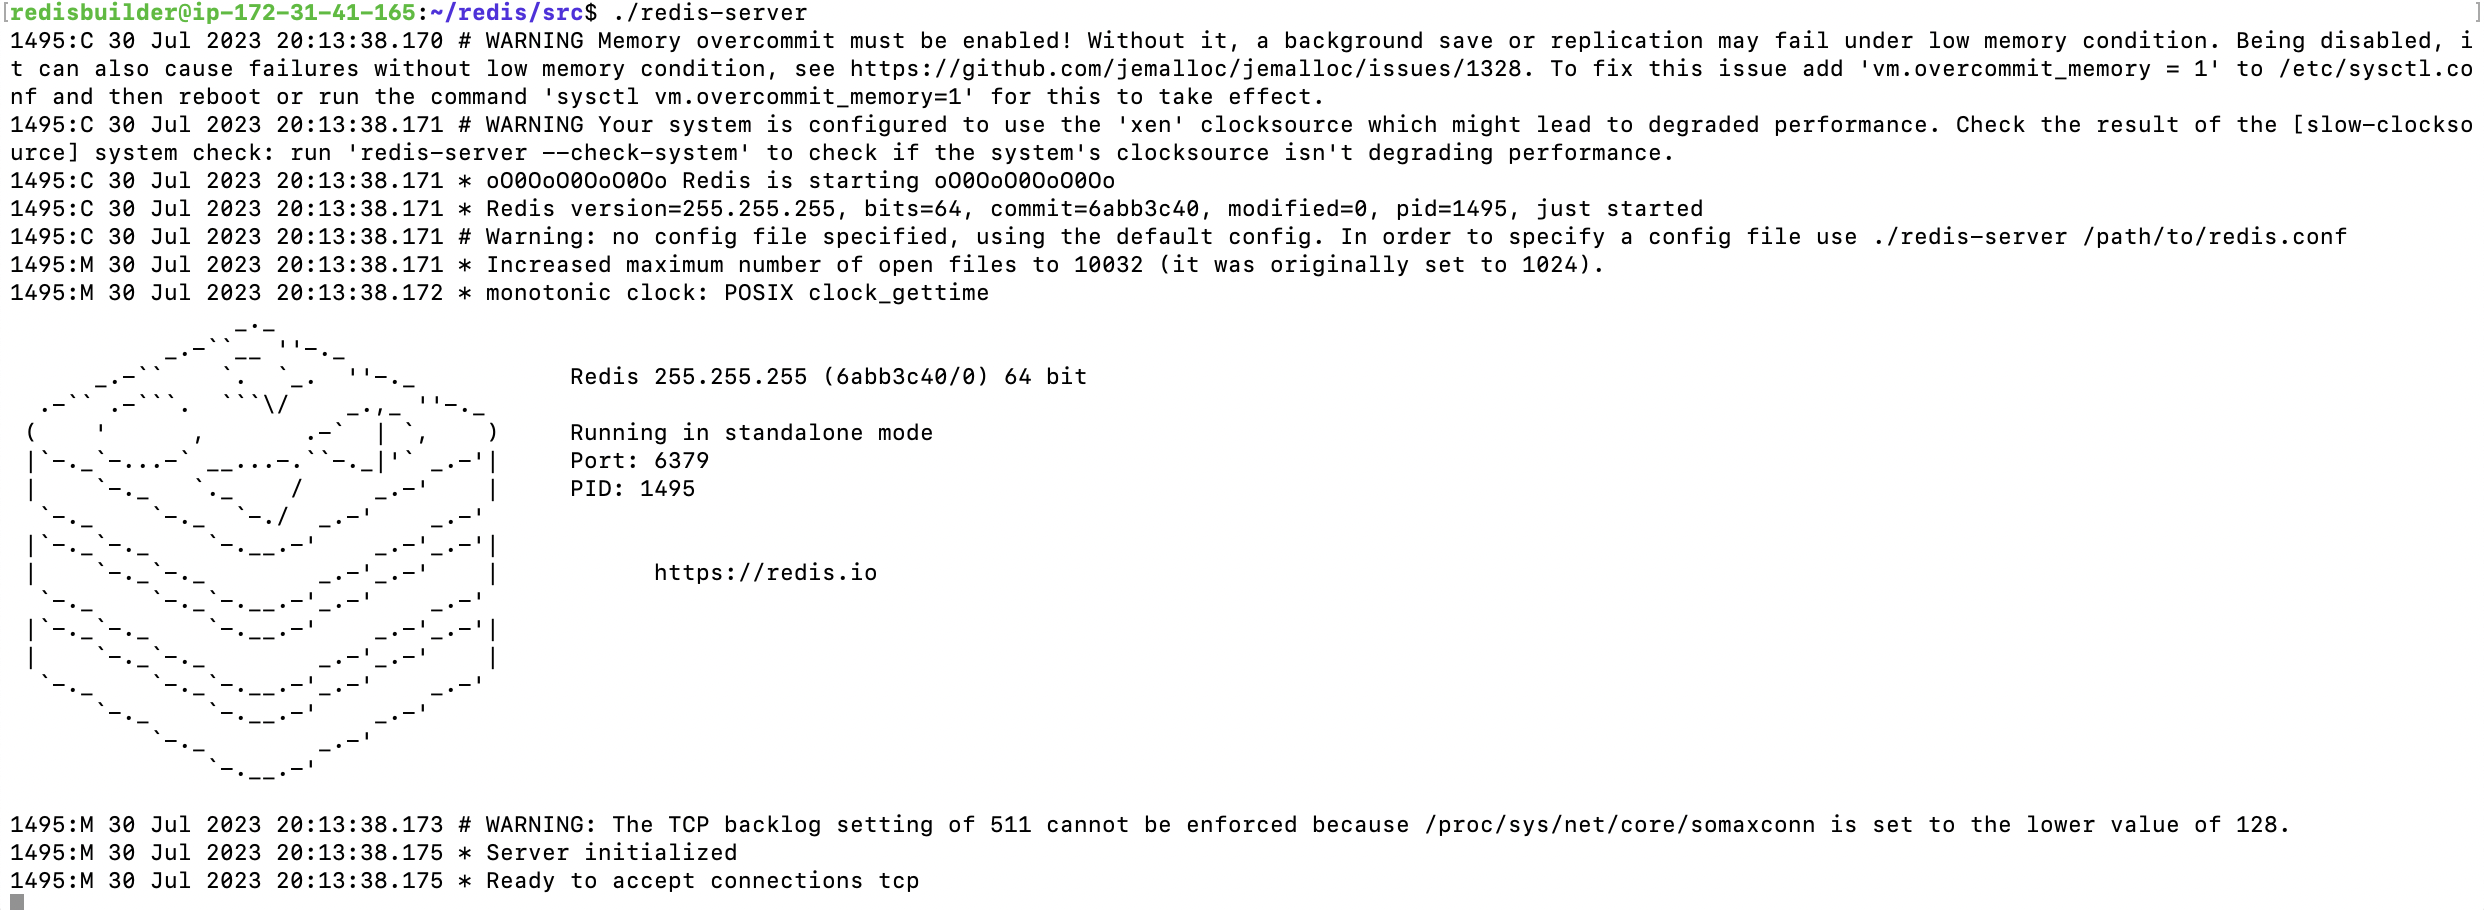 redisbuilder@ip-172-31-41-165:~/redis/src$ ./redis-server
1495:C 30 Jul 2023 20:13:38.170 # WARNING Memory overcommit must be enabled! Without it, a background save or replication may fail under low memory condition. Being disabled, i
t can also cause failures without low memory condition, see https://github.com/jemalloc/jemalloc/issues/1328. To fix this issue add 'vm.overcommit_memory = 1' to /etc/sysctl.co
nf and then reboot or run the command 'sysctl vm.overcommit_memory=1' for this to take effect.
1495:C 30 Jul 2023 20:13:38.171 # WARNING Your system is configured to use the 'xen' clocksource which might lead to degraded performance. Check the result of the [slow-clockso
urce] system check: run 'redis-server --check-system' to check if the system's clocksource isn't degrading performance.
1495:C 30 Jul 2023 20:13:38.171 * oO0OoO0OoO0Oo Redis is starting oO0OoO0OoO0Oo
1495:C 30 Jul 2023 20:13:38.171 * Redis version=255.255.255, bits=64, commit=6abb3c40, modified=0, pid=1495, just started
1495:C 30 Jul 2023 20:13:38.171 # Warning: no config file specified, using the default config. In order to specify a config file use ./redis-server /path/to/redis.conf
1495:M 30 Jul 2023 20:13:38.171 * Increased maximum number of open files to 10032 (it was originally set to 1024).
1495:M 30 Jul 2023 20:13:38.172 * monotonic clock: POSIX clock_gettime
Redis 255.255.255 (6abb3c40/0) 64 bit
Running in standalone mode
Port: 6379
PID: 1495
https://redis.io
1495:M 30 Jul 2023 20:13:38.173 # WARNING: The TCP backlog setting of 511 cannot be enforced because /proc/sys/net/core/somaxconn is set to the lower value of 128.
1495:M 30 Jul 2023 20:13:38.175 * Server initialized
1495:M 30 Jul 2023 20:13:38.175 * Ready to accept connections tcp